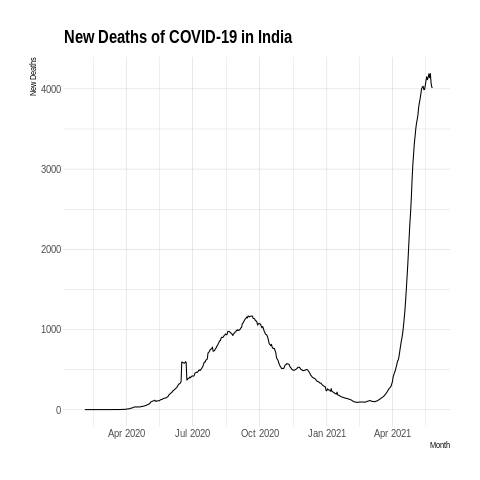 New Deaths of COVID-19 in India
New Deaths
4000
3000
2000
1000
0
Apr 2020 Jul 2020 Oct 2020 Jan 2021 Apr 2021
Month